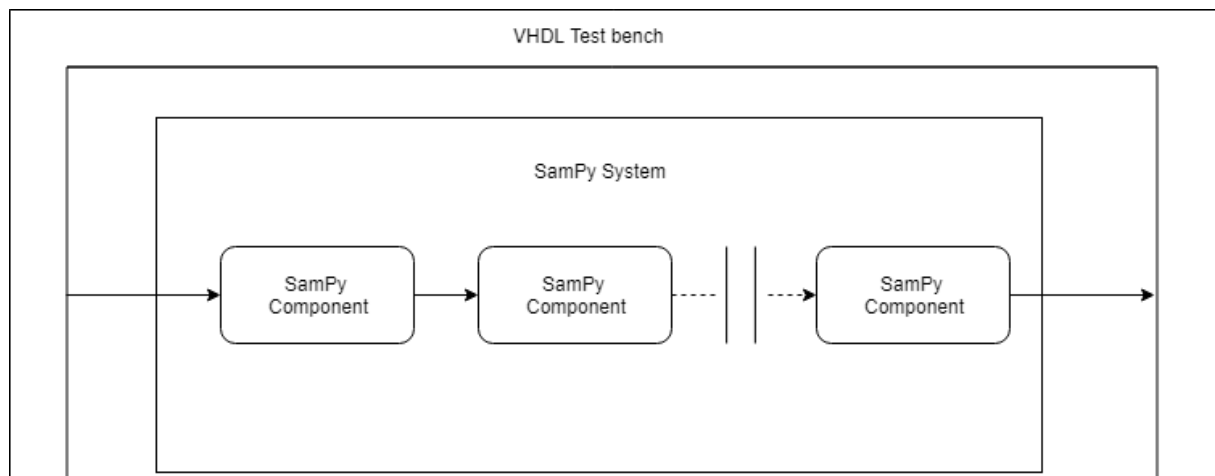 VHDL Test bench
SamPy System
SamPy
Component
SamPy
Component
SamPy
Component